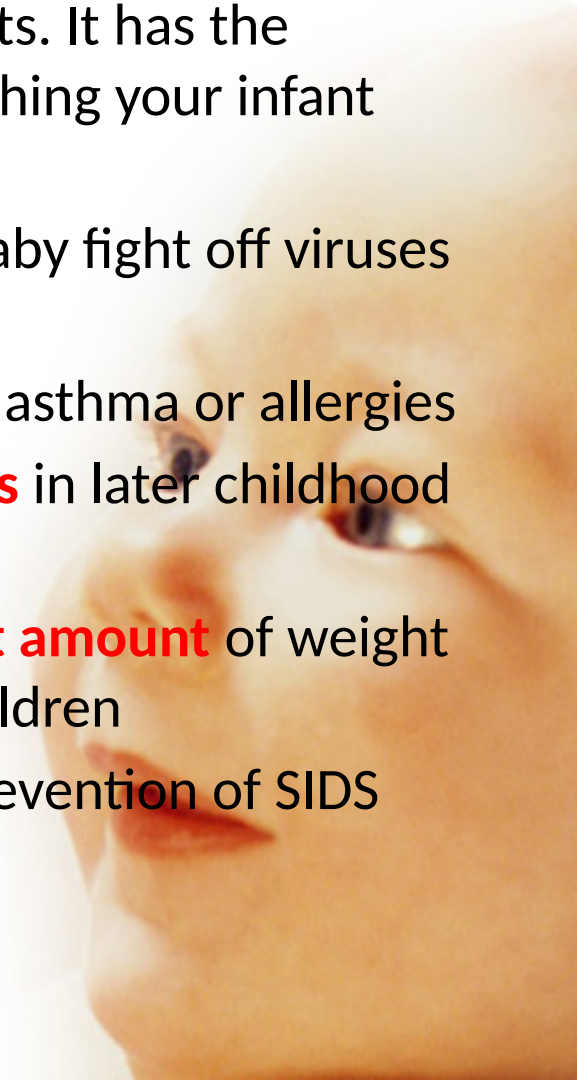 ts. It has the
hing your infant
aby fight off viruses
asthma or allergies
s in later childhood
t amount of weight
ldren
evention of SIDS